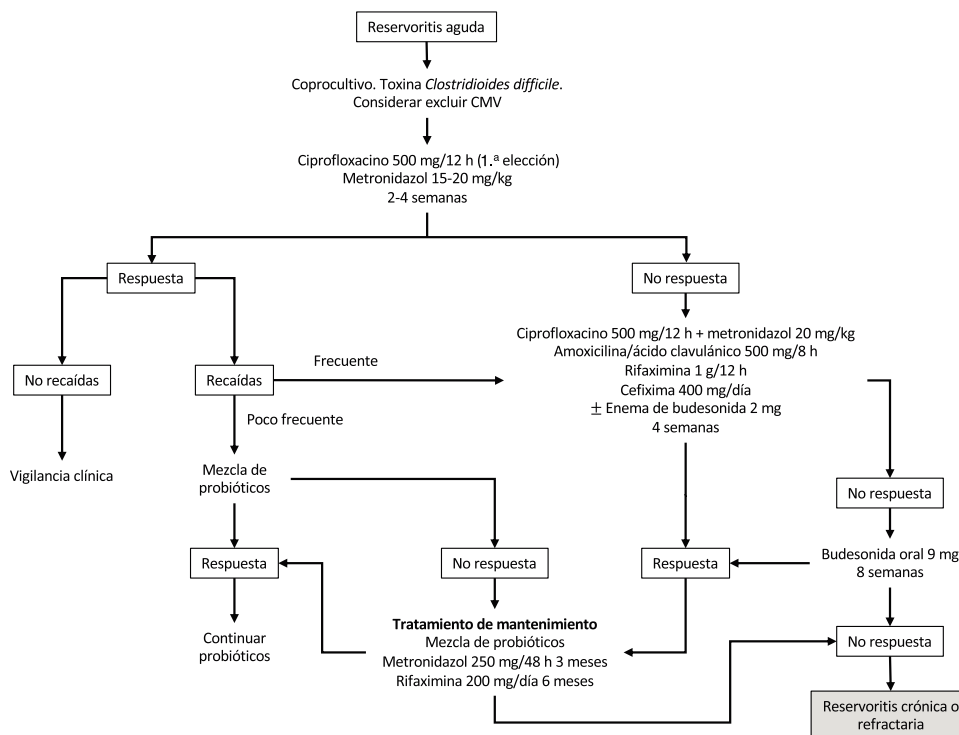 Reservoritis aguda
Coprocultivo. Toxina Clostridioides difficile.
Considerar excluir CMV
Ciprofloxacino 500 mg/12 h (1.ª elección)
Metronidazol 15-20 mg/kg
2-4 semanas
Respuesta
No respuesta
Ciprofloxacino 500 mg/12 h + metronidazol 20 mg/kg
Amoxicilina/ácido clavulánico 500 mg/8 h
Rifaximina 1 g/12 h
Cefixima 400 mg/día
± Enema de budesonida 2 mg
4 semanas
Frecuente
No recaídas
Recaídas
Poco frecuente
Vigilancia clínica
Mezcla de
probióticos
No respuesta
Respuesta
No respuesta
Respuesta
Budesonida oral 9 mg
8 semanas
Continuar
probióticos
Tratamiento de mantenimiento
Mezcla de probióticos
Metronidazol 250 mg/48 h 3 meses
Rifaximina 200 mg/día 6 meses
No respuesta
Reservoritis crónica o
refractaria